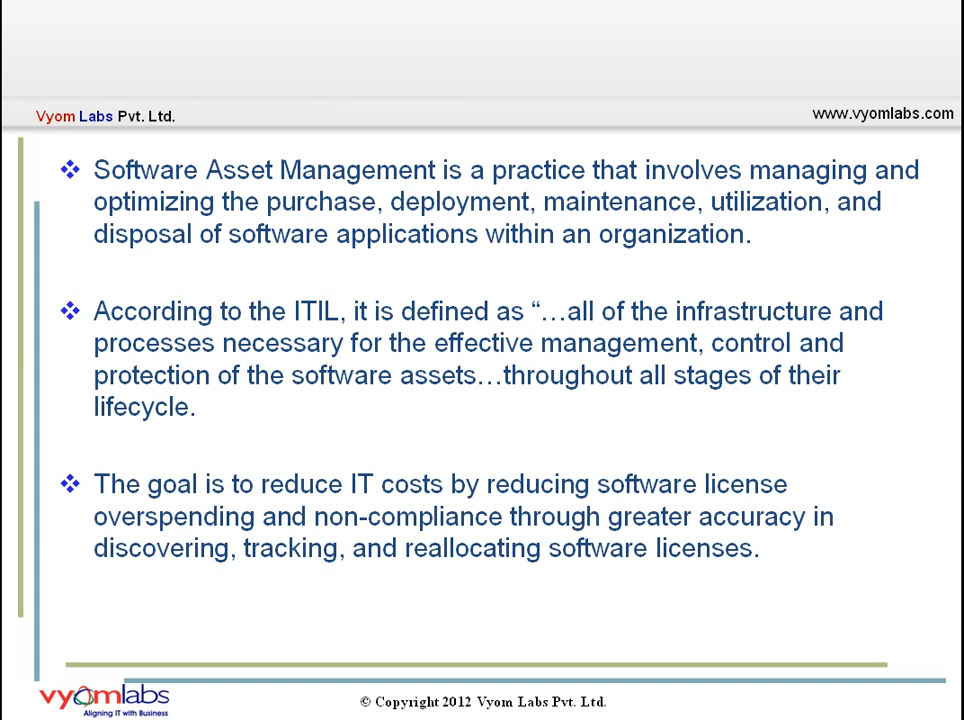 Vyom Labs Pvt. Ltd.
www.vyomlabs.com
Software Asset Management is a practice that involves managing and
optimizing the purchase, deployment, maintenance, utilization, and
disposal of software applications within an organization.
According to the ITIL, it is defined as “…all of the infrastructure and
processes necessary for the effective management, control and
protection of the software assets…throughout all stages of their
lifecycle.
The goal is to reduce IT costs by reducing software license
overspending and non-compliance through greater accuracy in
discovering, tracking, and reallocating software licenses.
vyomlabs
Aligning IT with Business
© Copyright 2012 Vyom Labs Pvt. Ltd.